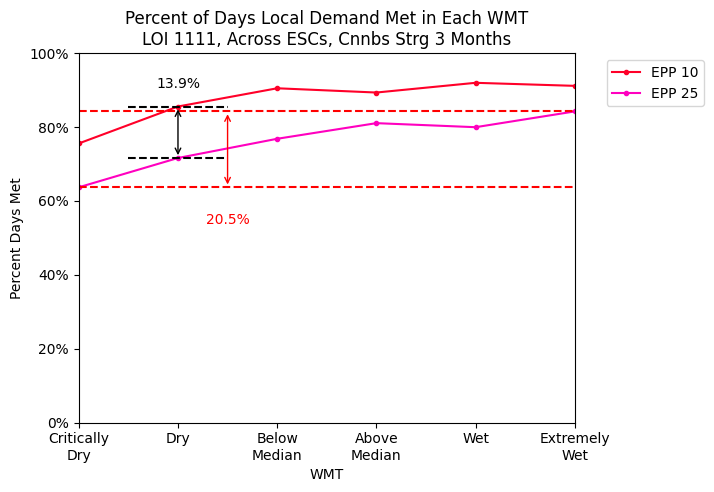 Percent of Days Local Demand Met in Each WMT
LOI 1111, Across ESCs, Cnnbs Strg 3 Months
100%
80%
60%
40%
20%
0%
Percent Days Met
13.9%
20.5%
EPP 10
EPP 25
Critically
Dry
Dry
Below
Median
Above
Median
Wet
Extremely
Wet
WMT